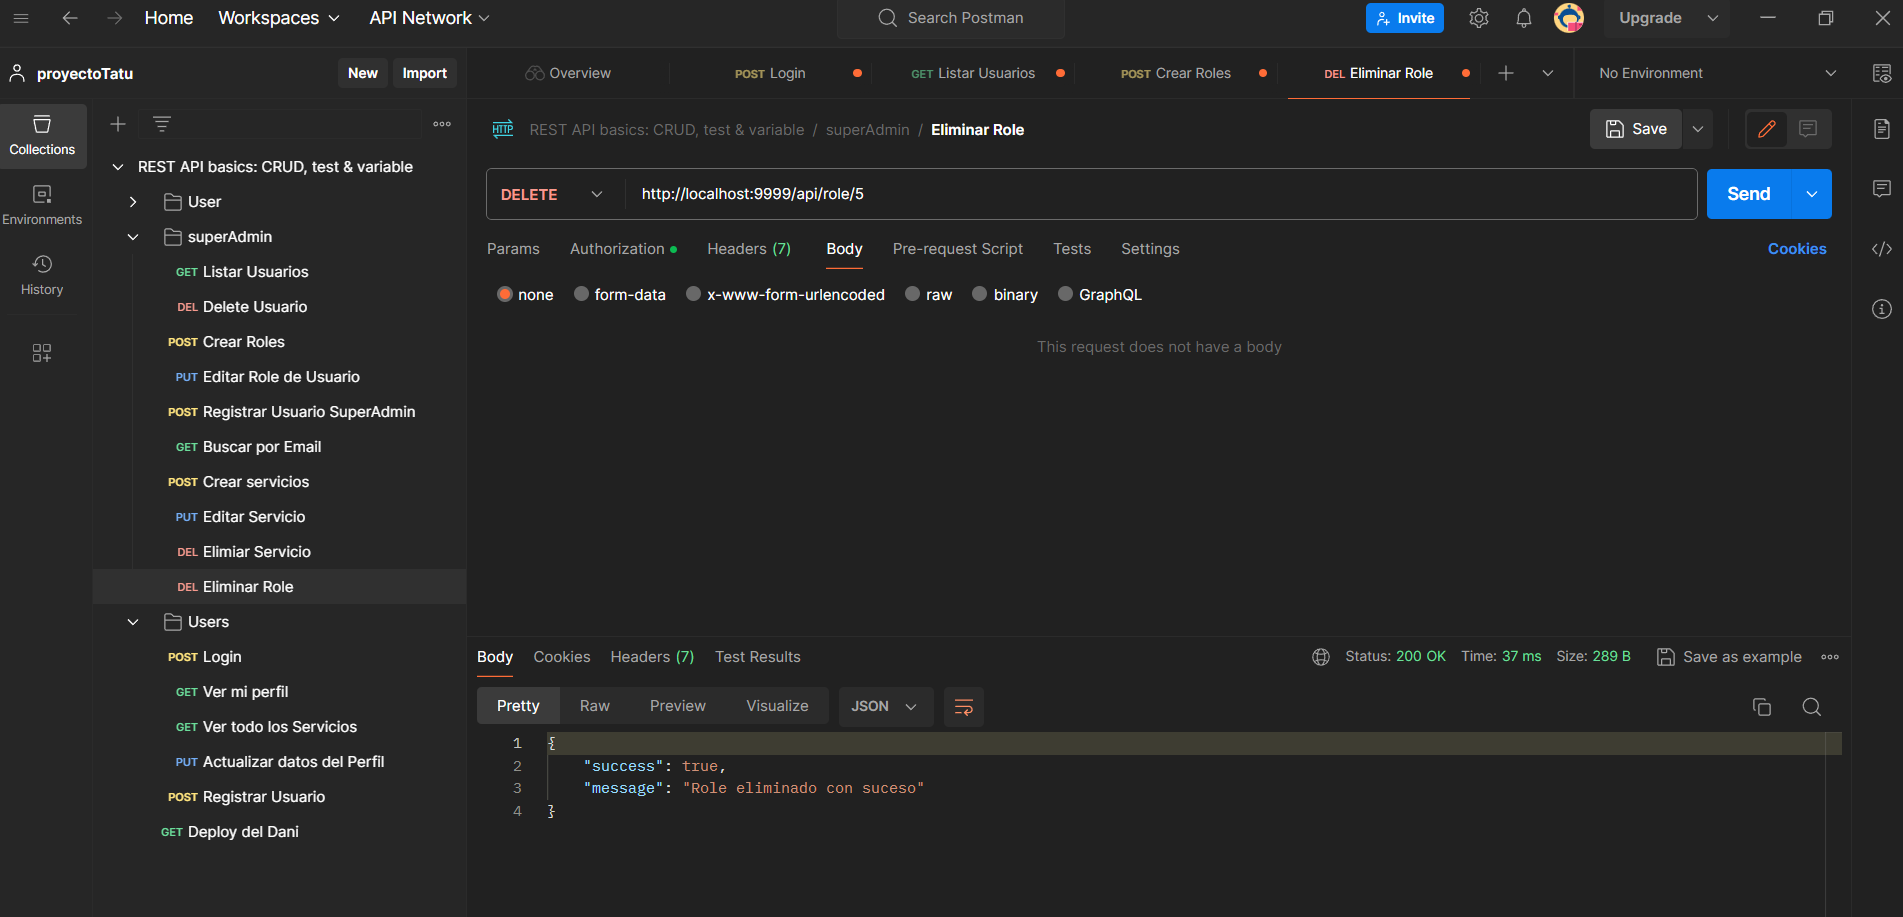 Home Workspaces API Network Search Postman Invite Upgrade
proyectoTatu New Import Overview POST Login GET Listar Usuarios POST Crear Roles DEL Eliminar Role No Environment
Collections
Environments
History
REST API basics: CRUD, test & variable
User
superAdmin
GET Listar Usuarios
DEL Delete Usuario
POST Crear Roles
PUT Editar Role de Usuario
POST Registrar Usuario SuperAdmin
GET Buscar por Email
POST Crear servicios
PUT Editar Servicio
DEL Elimiar Servicio
DEL Eliminar Role
Users
POST Login
GET Ver mi perfil
GET Ver todo los Servicios
PUT Actualizar datos del Perfil
POST Registrar Usuario
GET Deploy del Dani
HTTP REST API basics: CRUD, test & variable / superAdmin / Eliminar Role Save
DELETE http://localhost:9999/api/role/5 Send
Params Authorization Headers (7) Body Pre-request Script Tests Settings Cookies
none form-data x-www-form-urlencoded raw binary GraphQL
This request does not have a body
Body Cookies Headers (7) Test Results Status: 200 OK Time: 37 ms Size: 289 B Save as example
Pretty Raw Preview Visualize JSON
1 {
2 "success": true,
3 "message": "Role eliminado con suceso"
4 }